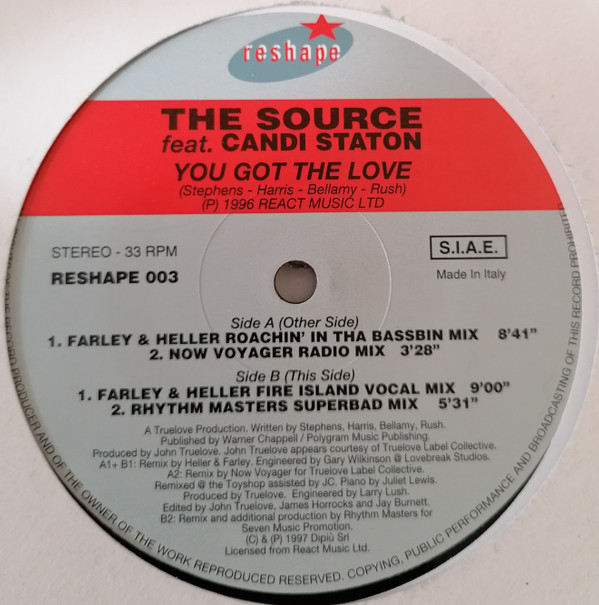 reshape
THE SOURCE
feat. CANDI STATON
YOU GOT THE LOVE
(Stephens - Harris - Bellamy - Rush)
(P) 1996 REACT MUSIC LTD
STEREO - 33 RPM
RESHAPE 003
S.I.A.E.
Made In Italy
Side A (Other Side)
1. FARLEY & HELLER ROACHIN' IN THA BASSBIN MIX 8'41"
2. NOW VOYAGER RADIO MIX 3'28"
Side B (This Side)
1. FARLEY & HELLER FIRE ISLAND VOCAL MIX 9'00"
2. RHYTHM MASTERS SUPERBAD MIX 5'31"
A Truelove Production. Written by Stephens, Harris, Bellamy, Rush.
Published by Warner Chappell / Polygram Music Publishing.
Produced by John Truelove. John Truelove appears courtesy of Truelove Label Collective.
A1+ B1: Remix by Heller & Farley. Engineered by Gary Wilkinson @ Lovebreak Studios.
A2: Remix by Now Voyager for Truelove Label Collective.
Remixed @ the Toyshop assisted by JC. Piano by Juliet Lewis.
Produced by Truelove. Engineered by Larry Lush.
Edited by John Truelove, James Horrocks and Jay Burnett.
B2: Remix and additional production by Rhythm Masters for
Seven Music Promotion.
(C) & (P) 1997 Dipiù Srl
Licensed from React Music Ltd.
OF THE RECORD PRODUCER AND OF THE OWNER OF THE WORK REPRODUCED RESERVED. COPYING, PUBLIC PERFORMANCE AND BROADCASTING OF THIS RECORD PROHIBITED